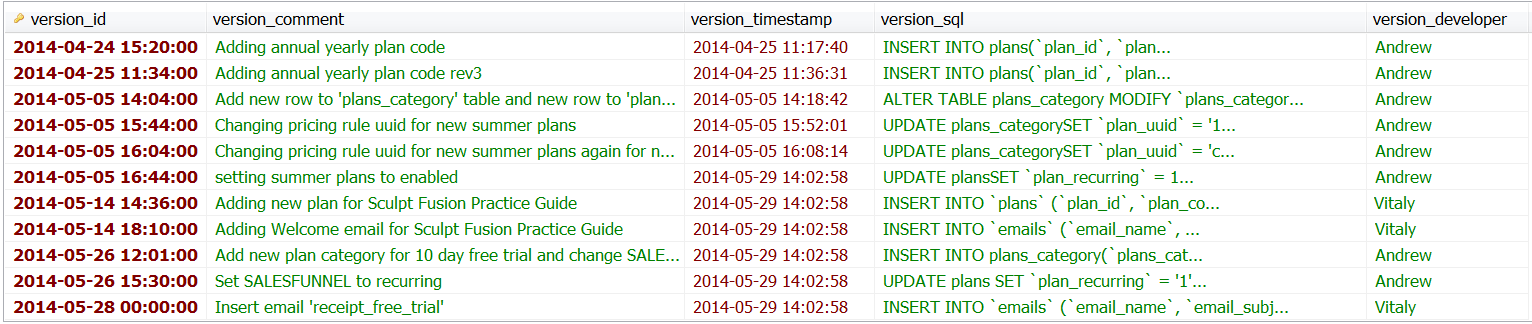 version_id version_comment version_timestamp version_sql version_developer
2014-04-24 15:20:00 Adding annual yearly plan code 2014-04-25 11:17:40 INSERT INTO plans(`plan_id`, `plan... Andrew
2014-04-25 11:34:00 Adding annual yearly plan code rev3 2014-04-25 11:36:31 INSERT INTO plans(`plan_id`, `plan... Andrew
2014-05-05 14:04:00 Add new row to 'plans_category' table and new row to 'plan... 2014-05-05 14:18:42 ALTER TABLE plans_category MODIFY `plans_categor... Andrew
2014-05-05 15:44:00 Changing pricing rule uuid for new summer plans 2014-05-05 15:52:01 UPDATE plans_categorySET `plan_uuid` = '1... Andrew
2014-05-05 16:04:00 Changing pricing rule uuid for new summer plans again for n... 2014-05-05 16:08:14 UPDATE plans_categorySET `plan_uuid` = 'c... Andrew
2014-05-05 16:44:00 setting summer plans to enabled 2014-05-29 14:02:58 UPDATE plansSET `plan_recurring` = 1... Andrew
2014-05-14 14:36:00 Adding new plan for Sculpt Fusion Practice Guide 2014-05-29 14:02:58 INSERT INTO `plans` (`plan_id`, `plan_co... Vitaly
2014-05-14 18:10:00 Adding Welcome email for Sculpt Fusion Practice Guide 2014-05-29 14:02:58 INSERT INTO `emails` (`email_name`, ... Vitaly
2014-05-26 12:01:00 Add new plan category for 10 day free trial and change SALE... 2014-05-29 14:02:58 INSERT INTO plans_category(`plans_cat... Andrew
2014-05-26 15:30:00 Set SALESFUNNEL to recurring 2014-05-29 14:02:58 UPDATE plans SET `plan_recurring` = '1'... Andrew
2014-05-28 00:00:00 Insert email 'receipt_free_trial' 2014-05-29 14:02:58 INSERT INTO `emails` (`email_name`, `email_subj... Vitaly